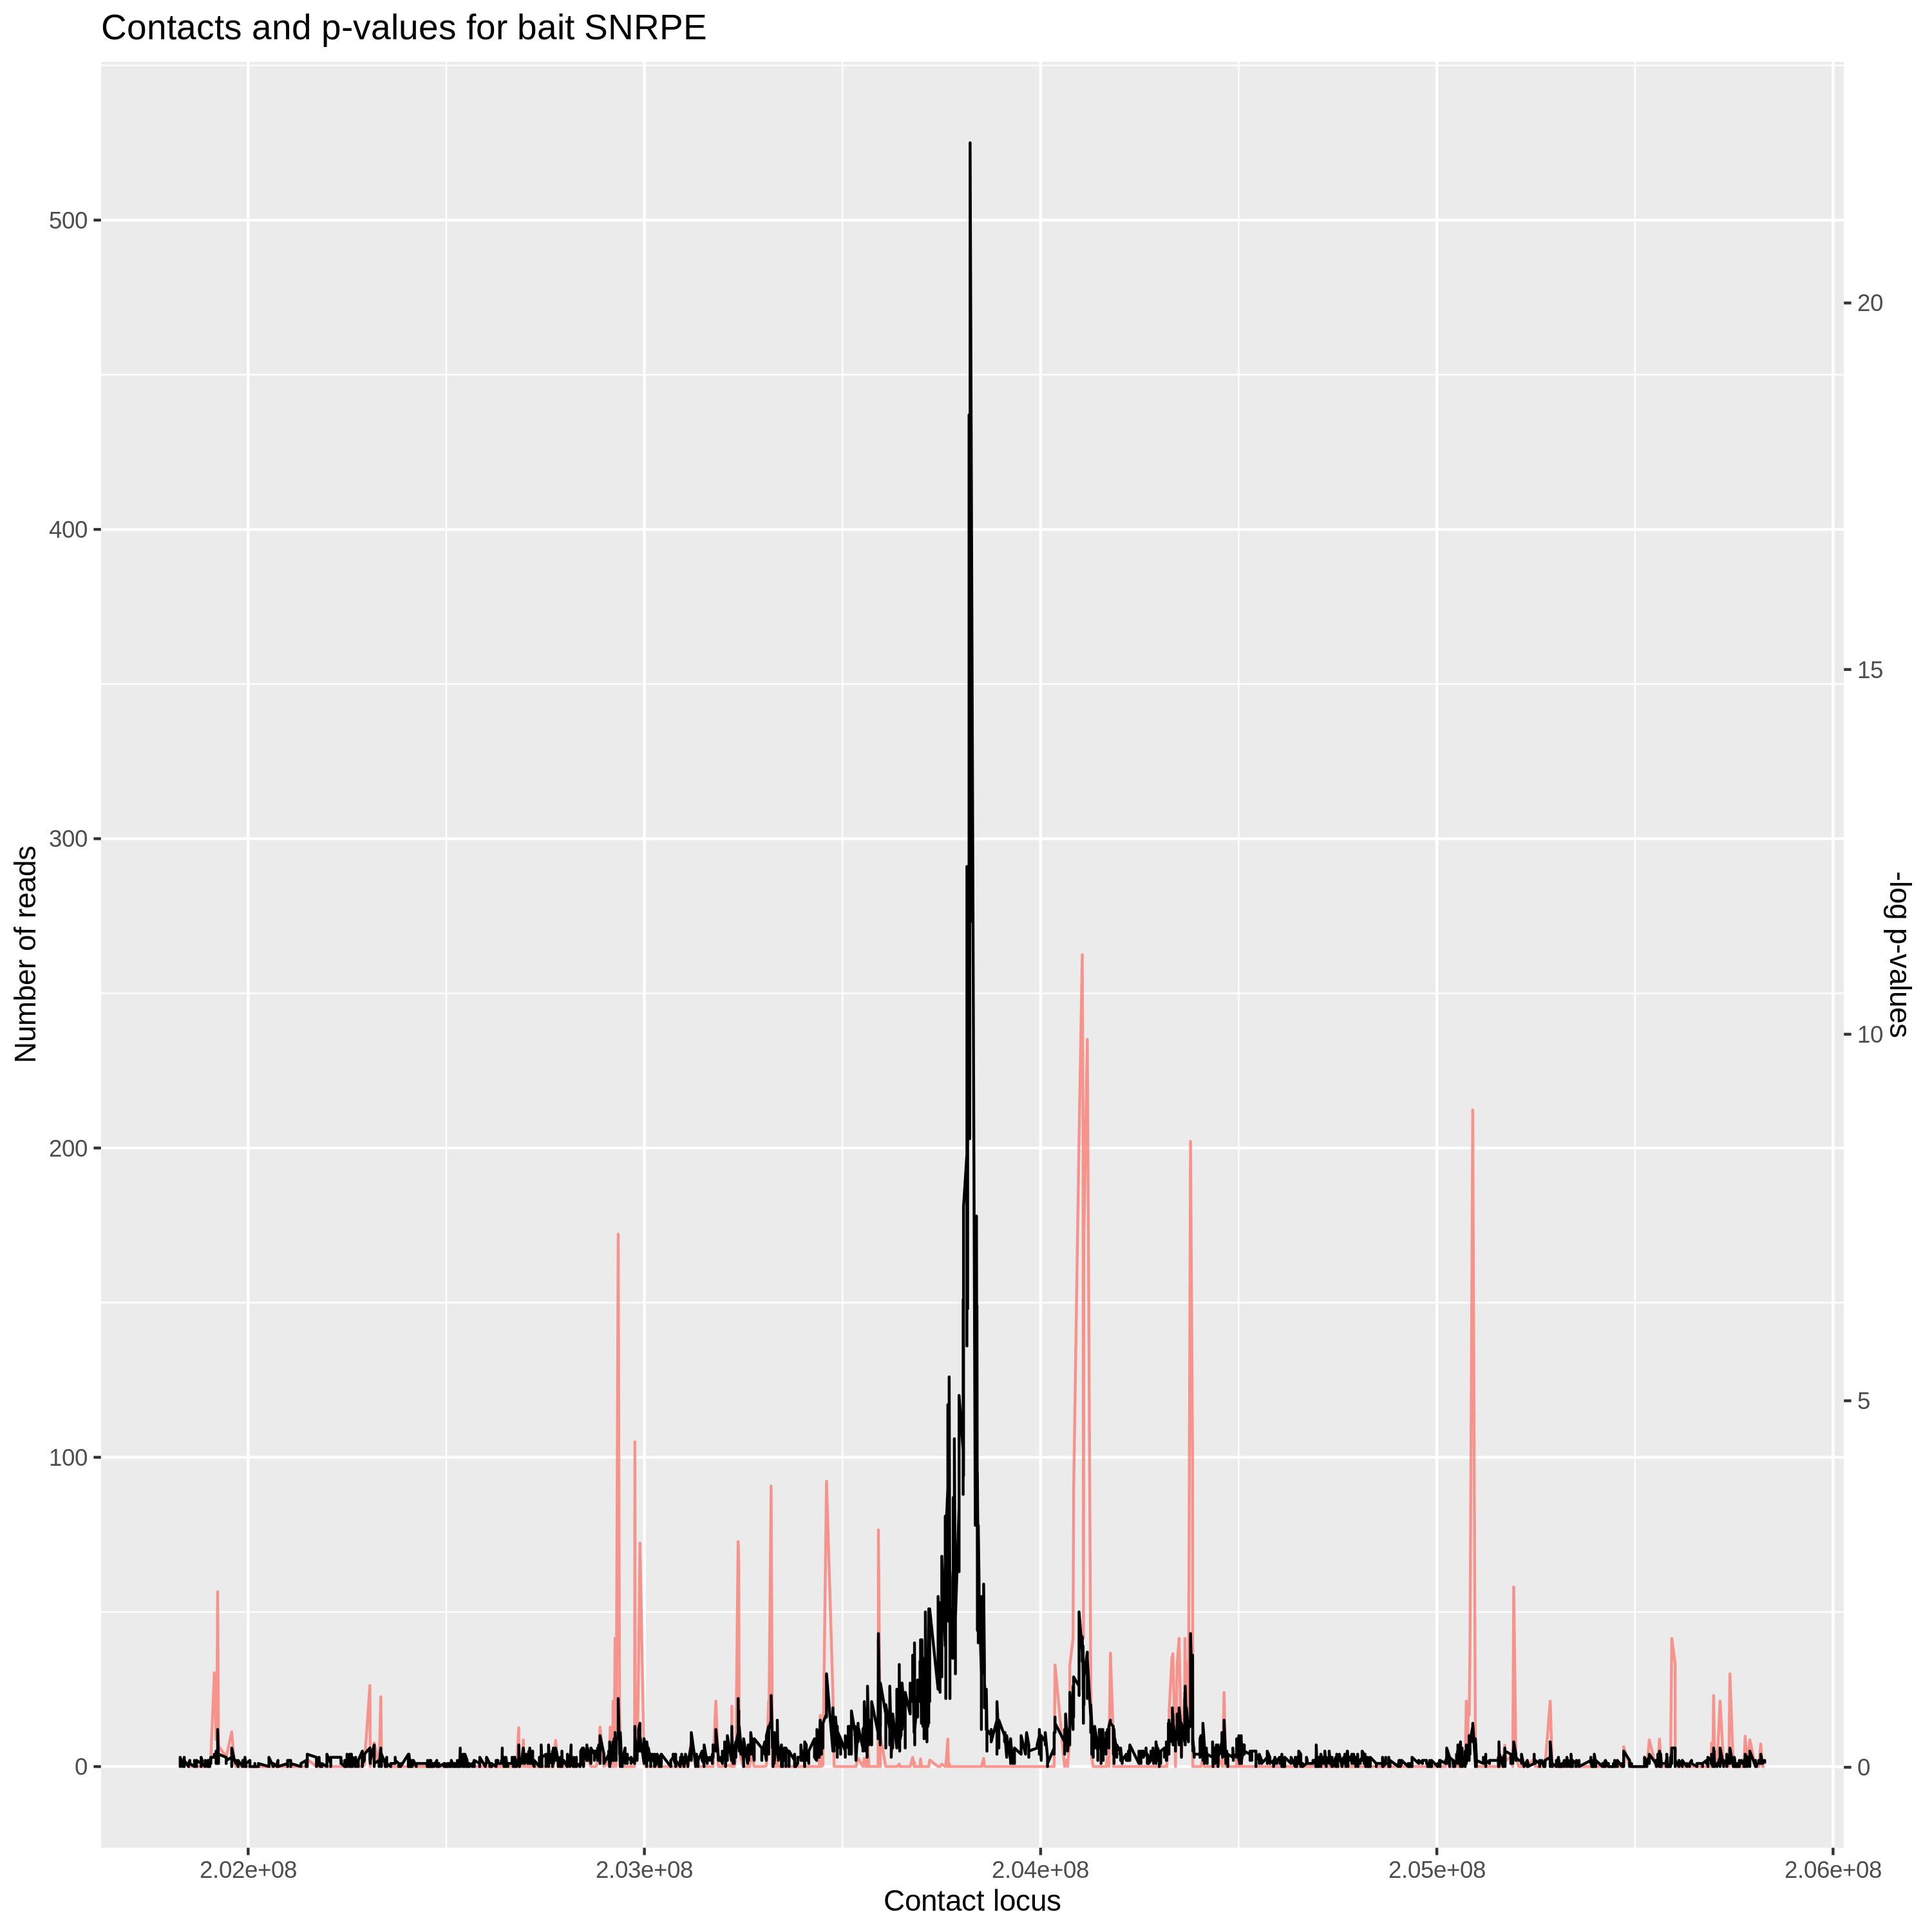 Contacts and p-values for bait SNRPE
500
400
300
200
100
0
Number of reads
20
15
10
5
0
-log p-values
2.02e+08 2.03e+08 2.04e+08 2.05e+08 2.06e+08
Contact locus